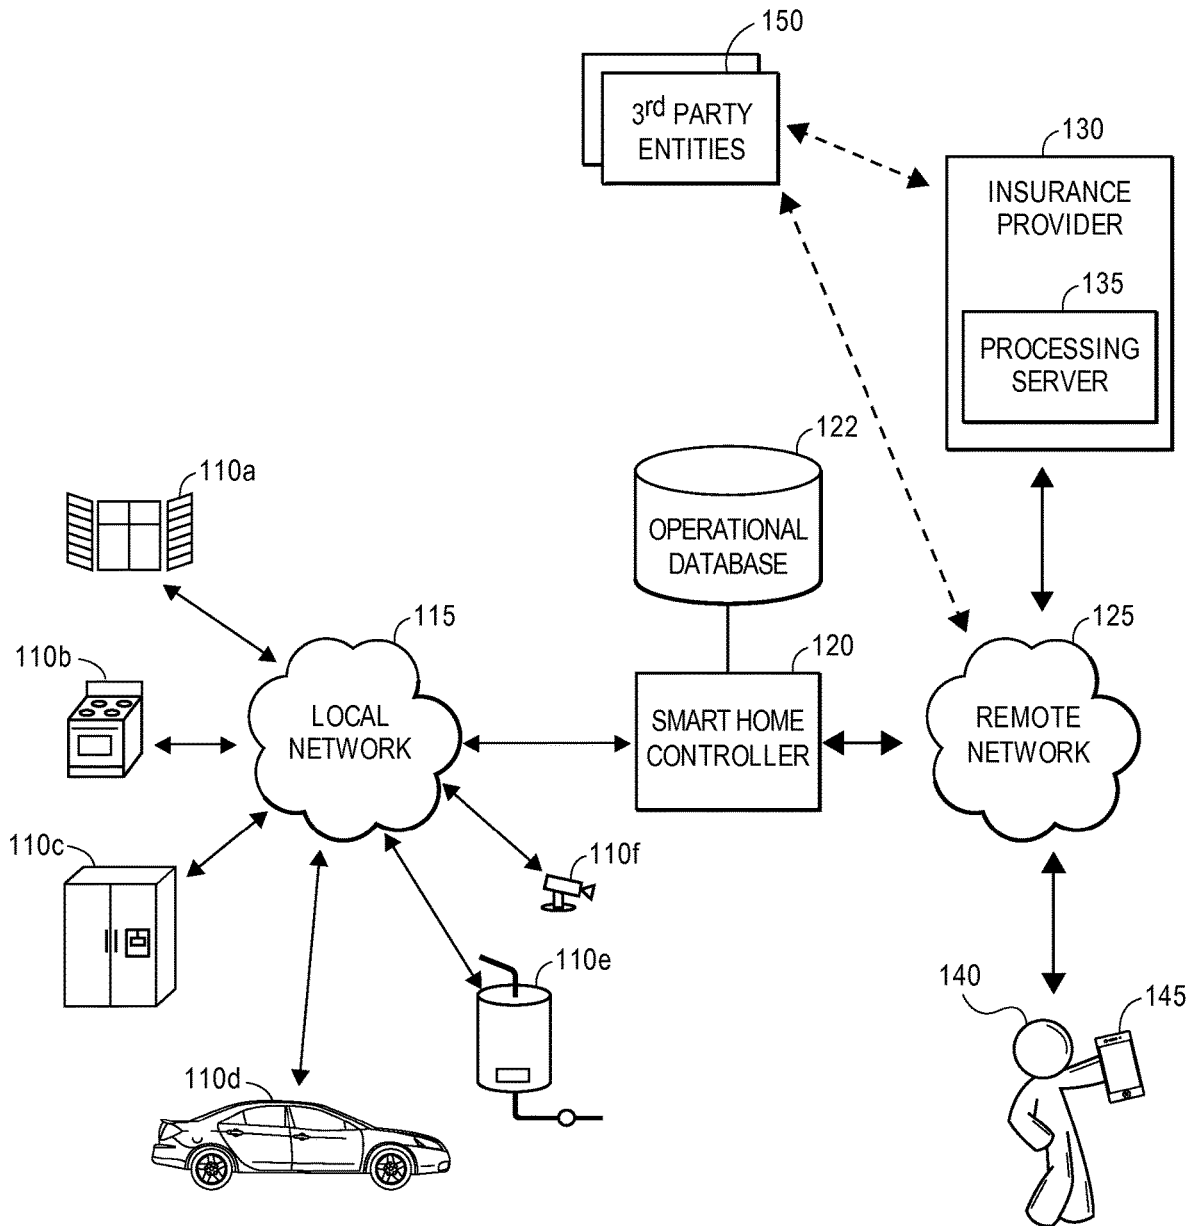 150
3rd PARTY
ENTITIES
130
INSURANCE
PROVIDER
135
PROCESSING
SERVER
122
OPERATIONAL
DATABASE
110a
115
LOCAL
NETWORK
120
SMART HOME
CONTROLLER
125
REMOTE
NETWORK
110b
110c
110f
110e
110d
140
145